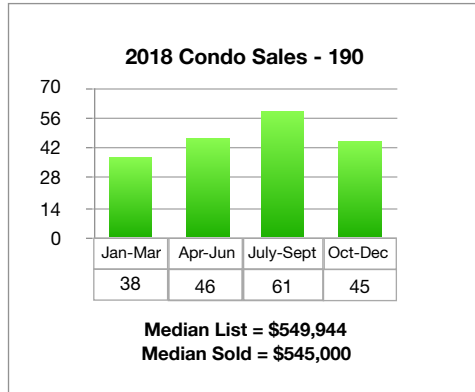 2018 Condo Sales - 190
70
56
42
28
14
0
Jan-Mar Apr-Jun July-Sept Oct-Dec
38 46 61 45
Median List = $549,944
Median Sold = $545,000